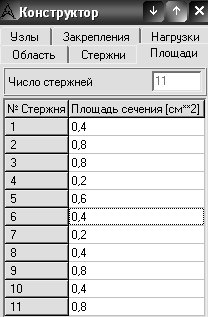 Конструктор
Узлы Закрепления Нагрузки
Область Стержни Площади
Число стержней 11
№ Стержня Площадь сечения [см**2]
1 0,4
2 0,8
3 0,8
4 0,2
5 0,6
6 0,4
7 0,2
8 0,4
9 0,8
10 0,4
11 0,8